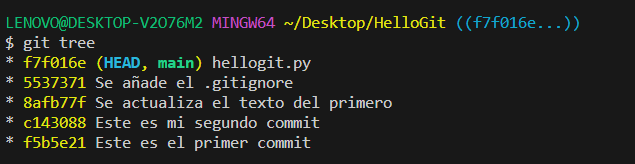 LENOVO@DESKTOP-V2O76M2 MINGW64 ~/Desktop/HelloGit ((f7f016e...))
$ git tree
* f7f016e (HEAD, main) hellogit.py
* 5537371 Se añade el .gitignore
* 8afb77f Se actualiza el texto del primero
* c143088 Este es mi segundo commit
* f5b5e21 Este es el primer commit